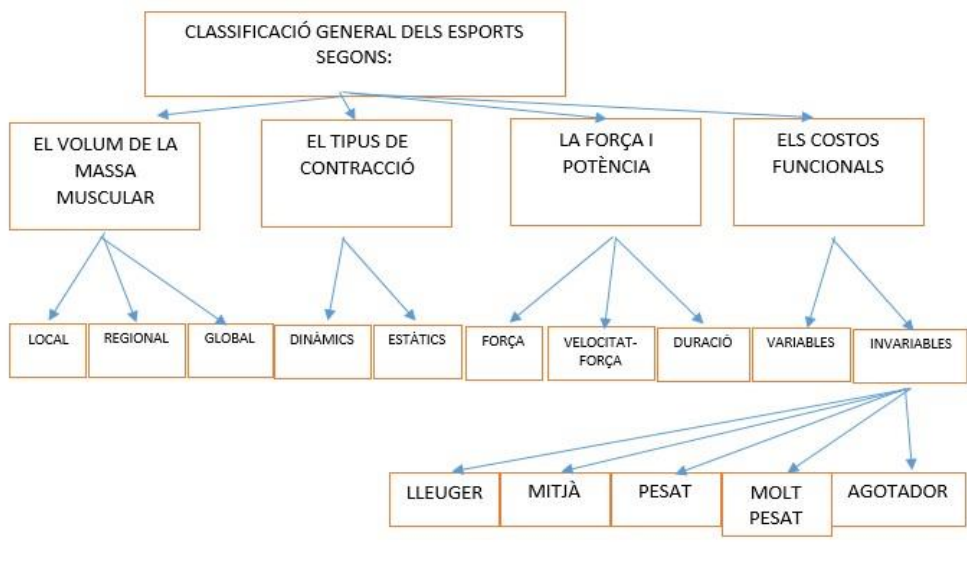 CLASSIFICACIÓ GENERAL DELS ESPORTS
SEGONS:
EL VOLUM DE LA
MASSA
MUSCULAR
EL TIPUS DE
CONTRACCIÓ
LA FORÇA I
POTÈNCIA
ELS COSTOS
FUNCIONALS
LOCAL
REGIONAL
GLOBAL
DINÀMICS
ESTÀTICS
FORÇA
VELOCITAT-
FORÇA
DURACIÓ
VARIABLES
INVARIABLES
LLEUGER
MITJÀ
PESAT
MOLT
PESAT
AGOTADOR